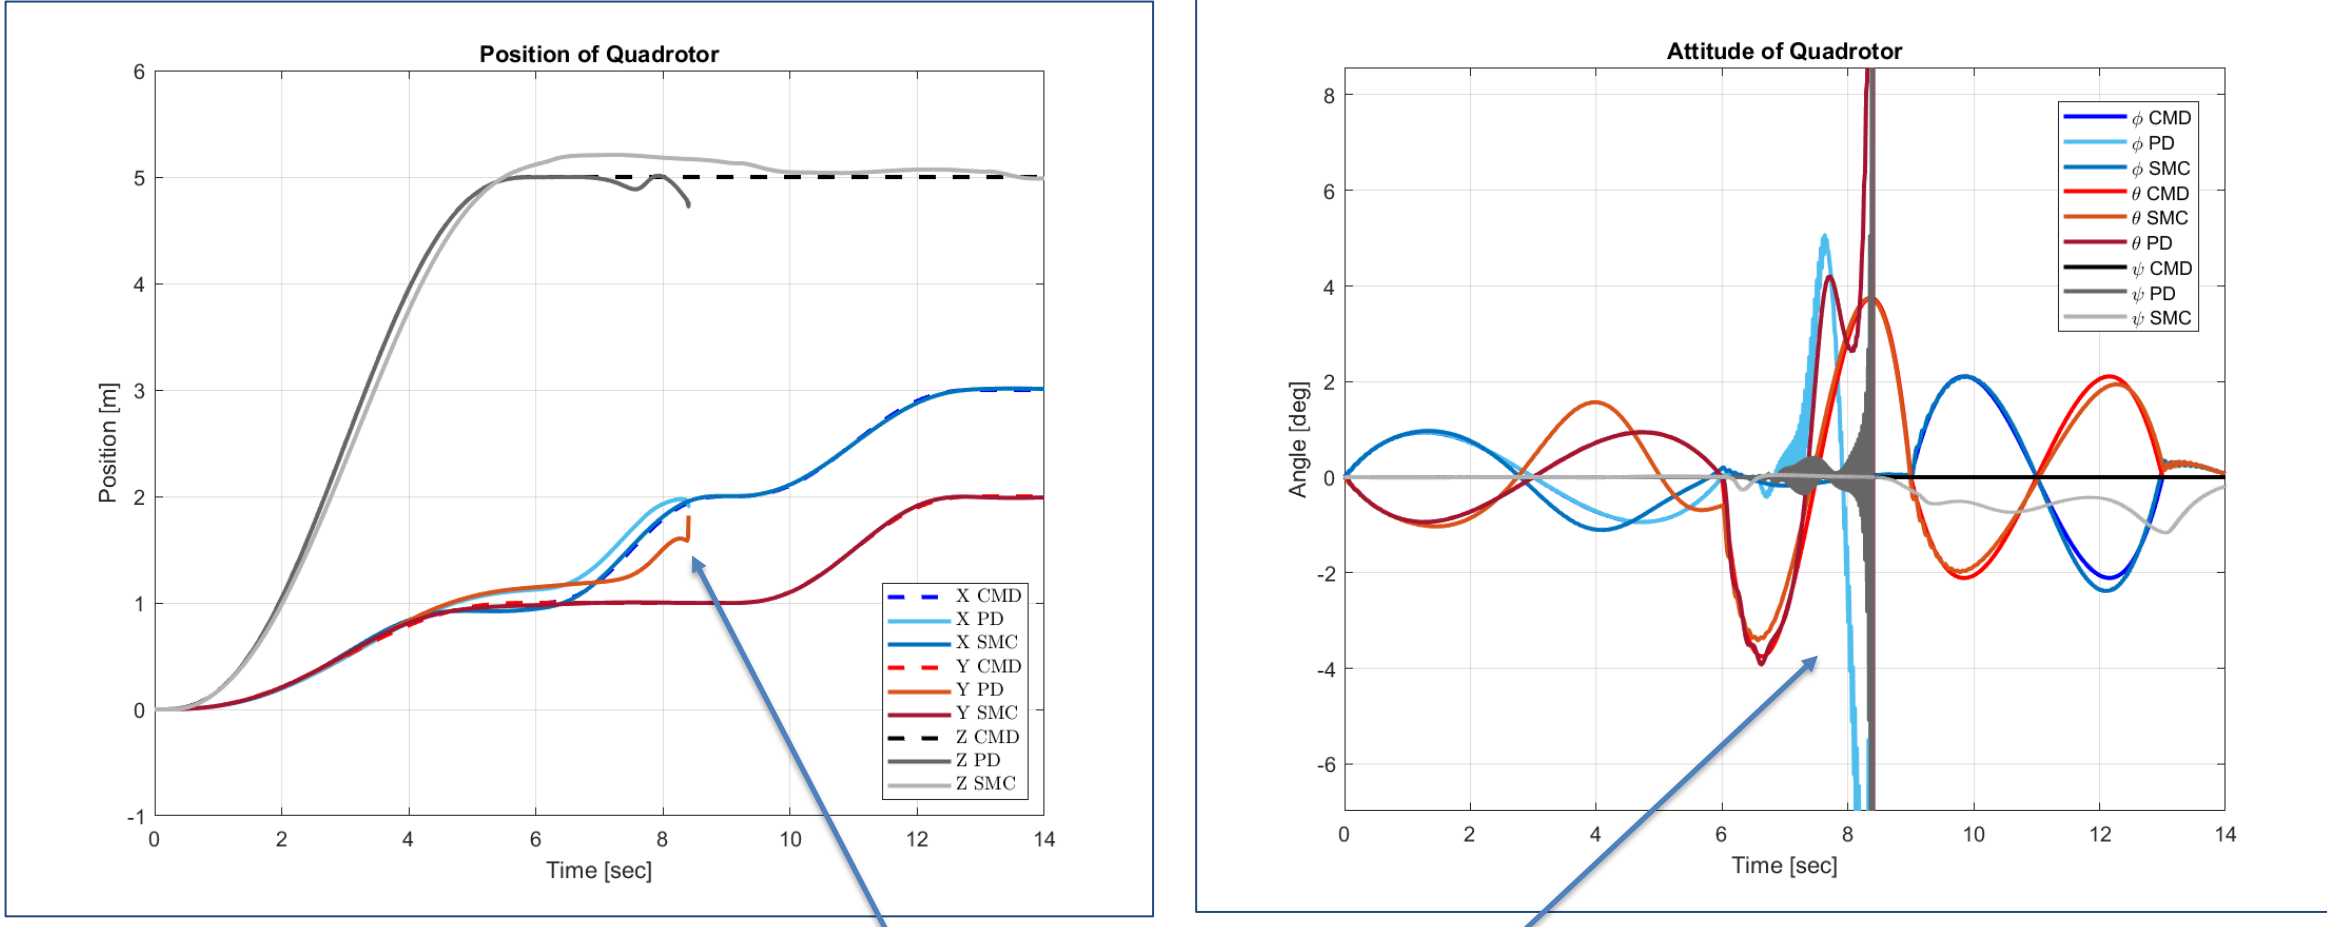 Position of Quadrotor
6
5
4
3
2
1
0
-1
Position [m]
0 2 4 6 8 10 12 14
Time [sec]
X CMD
X PD
X SMC
Y CMD
Y PD
Y SMC
Z CMD
Z PD
Z SMC
Attitude of Quadrotor
8
6
4
2
0
-2
-4
-6
Angle [deg]
0 2 4 6 8 10 12 14
Time [sec]
ϕ CMD
ϕ PD
ϕ SMC
θ CMD
θ SMC
θ PD
ψ CMD
ψ PD
ψ SMC